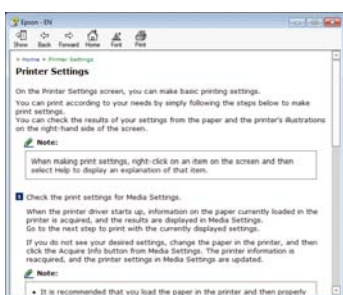 Epson - EN
Show Back Forward Home Font Print
» Home » Printer Settings
Printer Settings
On the Printer Settings screen, you can make basic printing settings.
You can print according to your needs by simply following the steps below to make
print settings.
You can check the results of your settings from the paper and the printer's illustrations
on the right-hand side of the screen.
Note:
When making print settings, right-click on an item on the screen and then
select Help to display an explanation of that item.
1 Check the print settings for Media Settings.
When the printer driver starts up, information on the paper currently loaded in the
printer is acquired, and the results are displayed in Media Settings.
Go to the next step to print with the currently displayed settings.
If you do not see your desired settings, change the paper in the printer, and then
click the Acquire Info button from Media Settings. The printer information is
reacquired, and the printer settings in Media Settings are updated.
Note:
• It is recommended that you load the paper in the printer and then properly